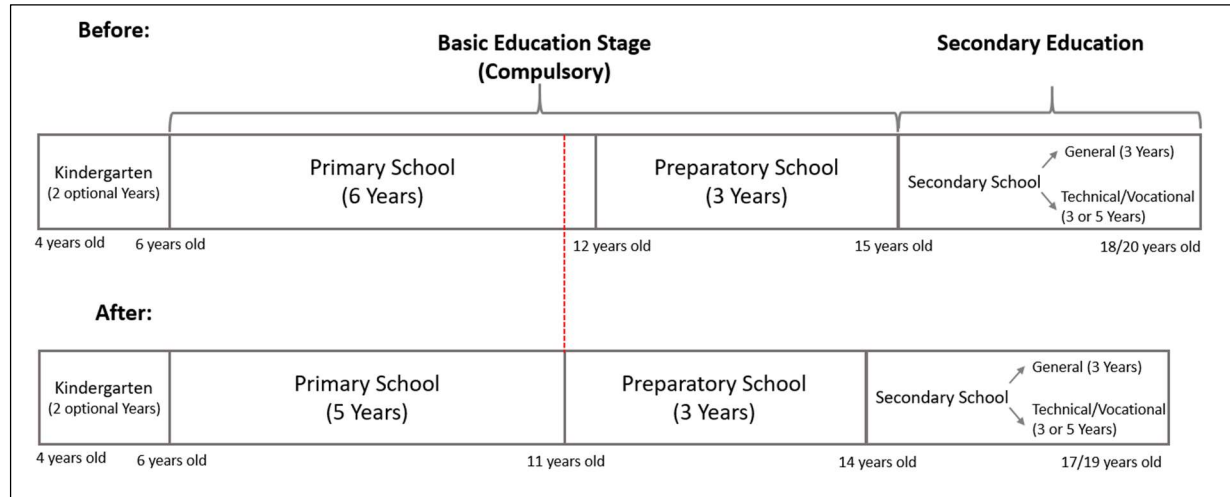 Before:
Basic Education Stage
(Compulsory)
Secondary Education
Kindergarten
(2 optional Years)
Primary School
(6 Years)
Preparatory School
(3 Years)
Secondary School
General (3 Years)
Technical/Vocational
(3 or 5 Years)
4 years old
6 years old
12 years old
15 years old
18/20 years old
After:
Kindergarten
(2 optional Years)
Primary School
(5 Years)
Preparatory School
(3 Years)
Secondary School
General (3 Years)
Technical/Vocational
(3 or 5 Years)
4 years old
6 years old
11 years old
14 years old
17/19 years old